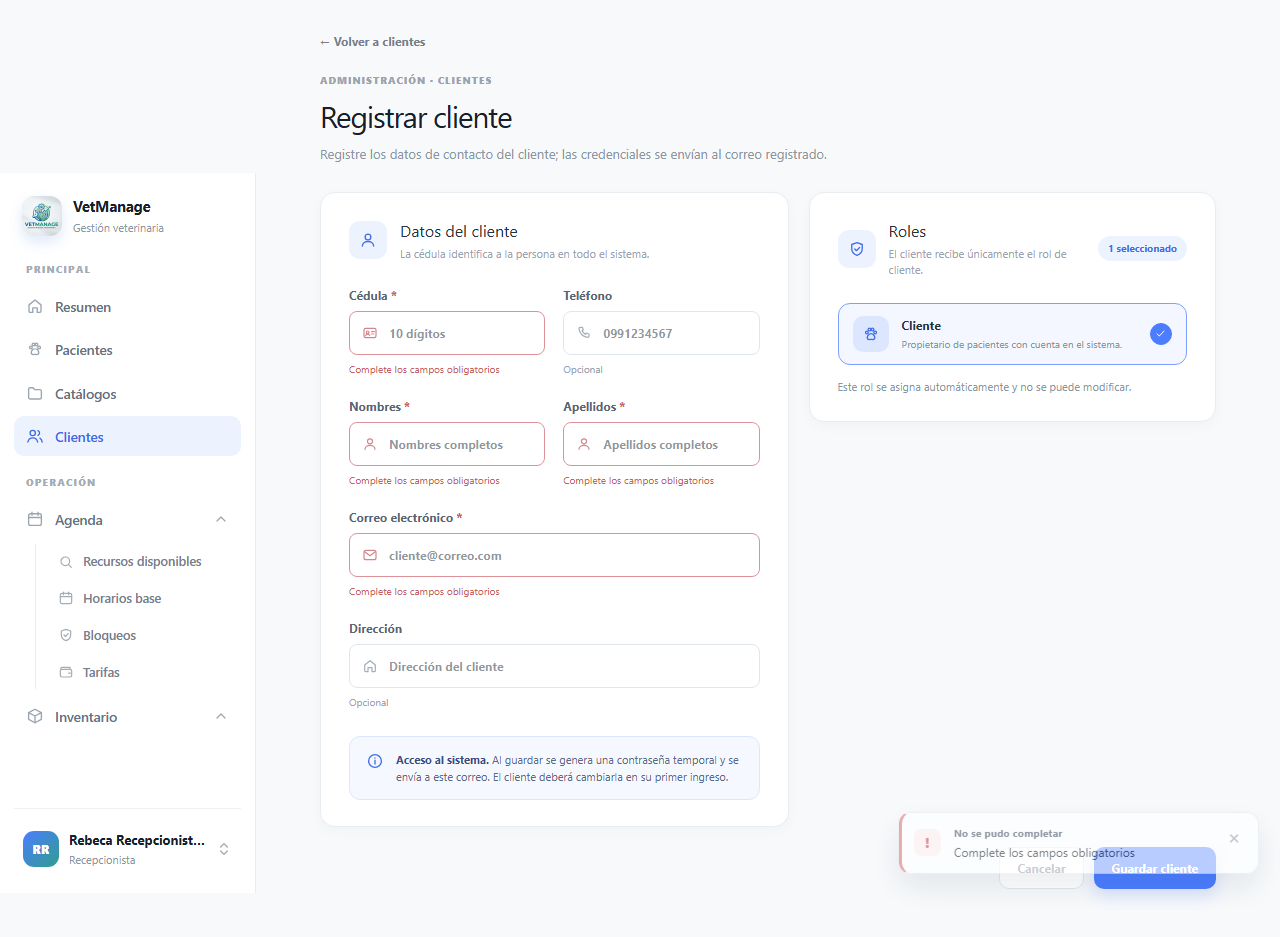 ← Volver a clientes
ADMINISTRACIÓN · CLIENTES
Registrar cliente
Registre los datos de contacto del cliente; las credenciales se envían al correo registrado.
VETMANAGE
VetManage
Gestión veterinaria
PRINCIPAL
Resumen
Pacientes
Catálogos
Clientes
OPERACIÓN
Agenda
Recursos disponibles
Horarios base
Bloqueos
Tarifas
Inventario
RR
Rebeca Recepcionist...
Recepcionista
Datos del cliente
La cédula identifica a la persona en todo el sistema.
Cédula *
10 dígitos
Complete los campos obligatorios
Teléfono
0991234567
Opcional
Nombres *
Nombres completos
Complete los campos obligatorios
Apellidos *
Apellidos completos
Complete los campos obligatorios
Correo electrónico *
cliente@correo.com
Complete los campos obligatorios
Dirección
Dirección del cliente
Opcional
Acceso al sistema. Al guardar se genera una contraseña temporal y se
envía a este correo. El cliente deberá cambiarla en su primer ingreso.
Roles
El cliente recibe únicamente el rol de
cliente.
1 seleccionado
Cliente
Propietario de pacientes con cuenta en el sistema.
Este rol se asigna automáticamente y no se puede modificar.
No se pudo completar
Complete los campos obligatorios
Cancelar
Guardar cliente